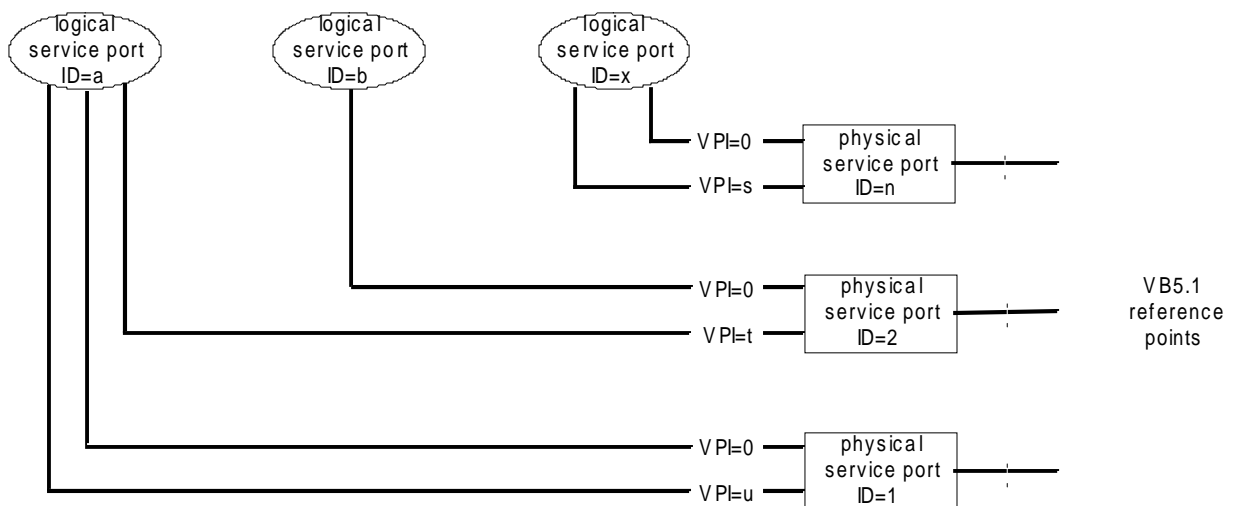 logical
service port
ID=a
logical
service port
ID=b
logical
service port
ID=x
VPI=0
VPI=s
physical
service port
ID=n
VPI=0
VPI=t
physical
service port
ID=2
VB5.1
reference
points
VPI=0
VPI=u
physical
service port
ID=1